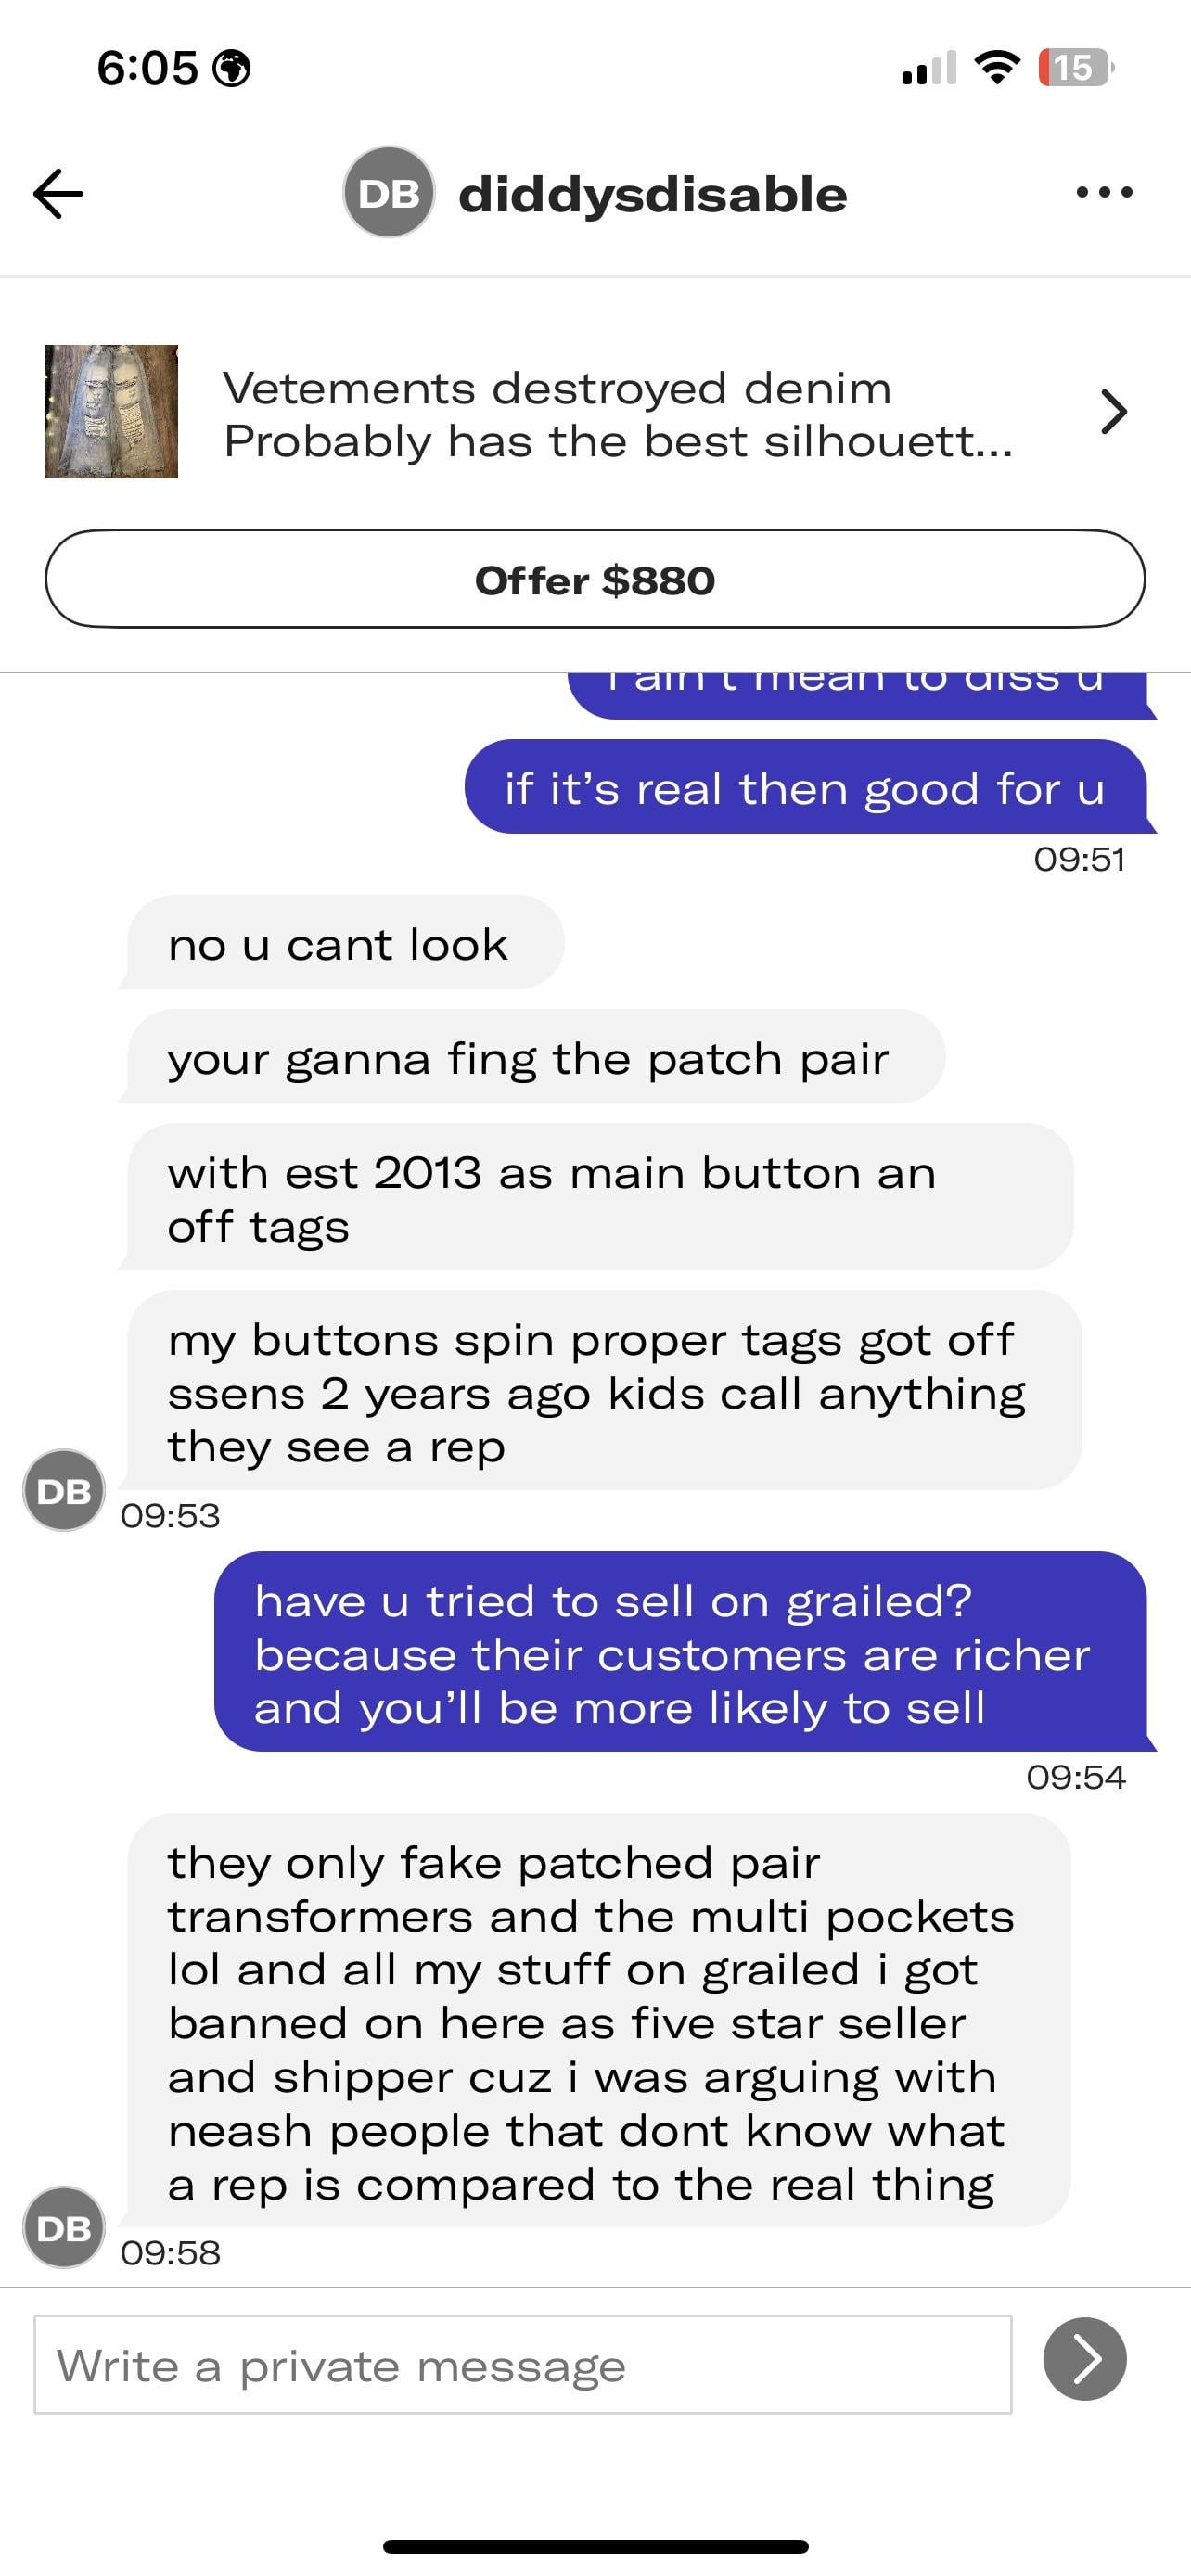 6:05
15
DB diddysdisable
Vetements destroyed denim
Probably has the best silhouett...
Offer $880
I ain't mean to diss u
if it’s real then good for u
09:51
no u cant look
your ganna fing the patch pair
with est 2013 as main button an
off tags
my buttons spin proper tags got off
ssens 2 years ago kids call anything
they see a rep
DB
09:53
have u tried to sell on grailed?
because their customers are richer
and you’ll be more likely to sell
09:54
they only fake patched pair
transformers and the multi pockets
lol and all my stuff on grailed i got
banned on here as five star seller
and shipper cuz i was arguing with
neash people that dont know what
a rep is compared to the real thing
DB
09:58
Write a private message